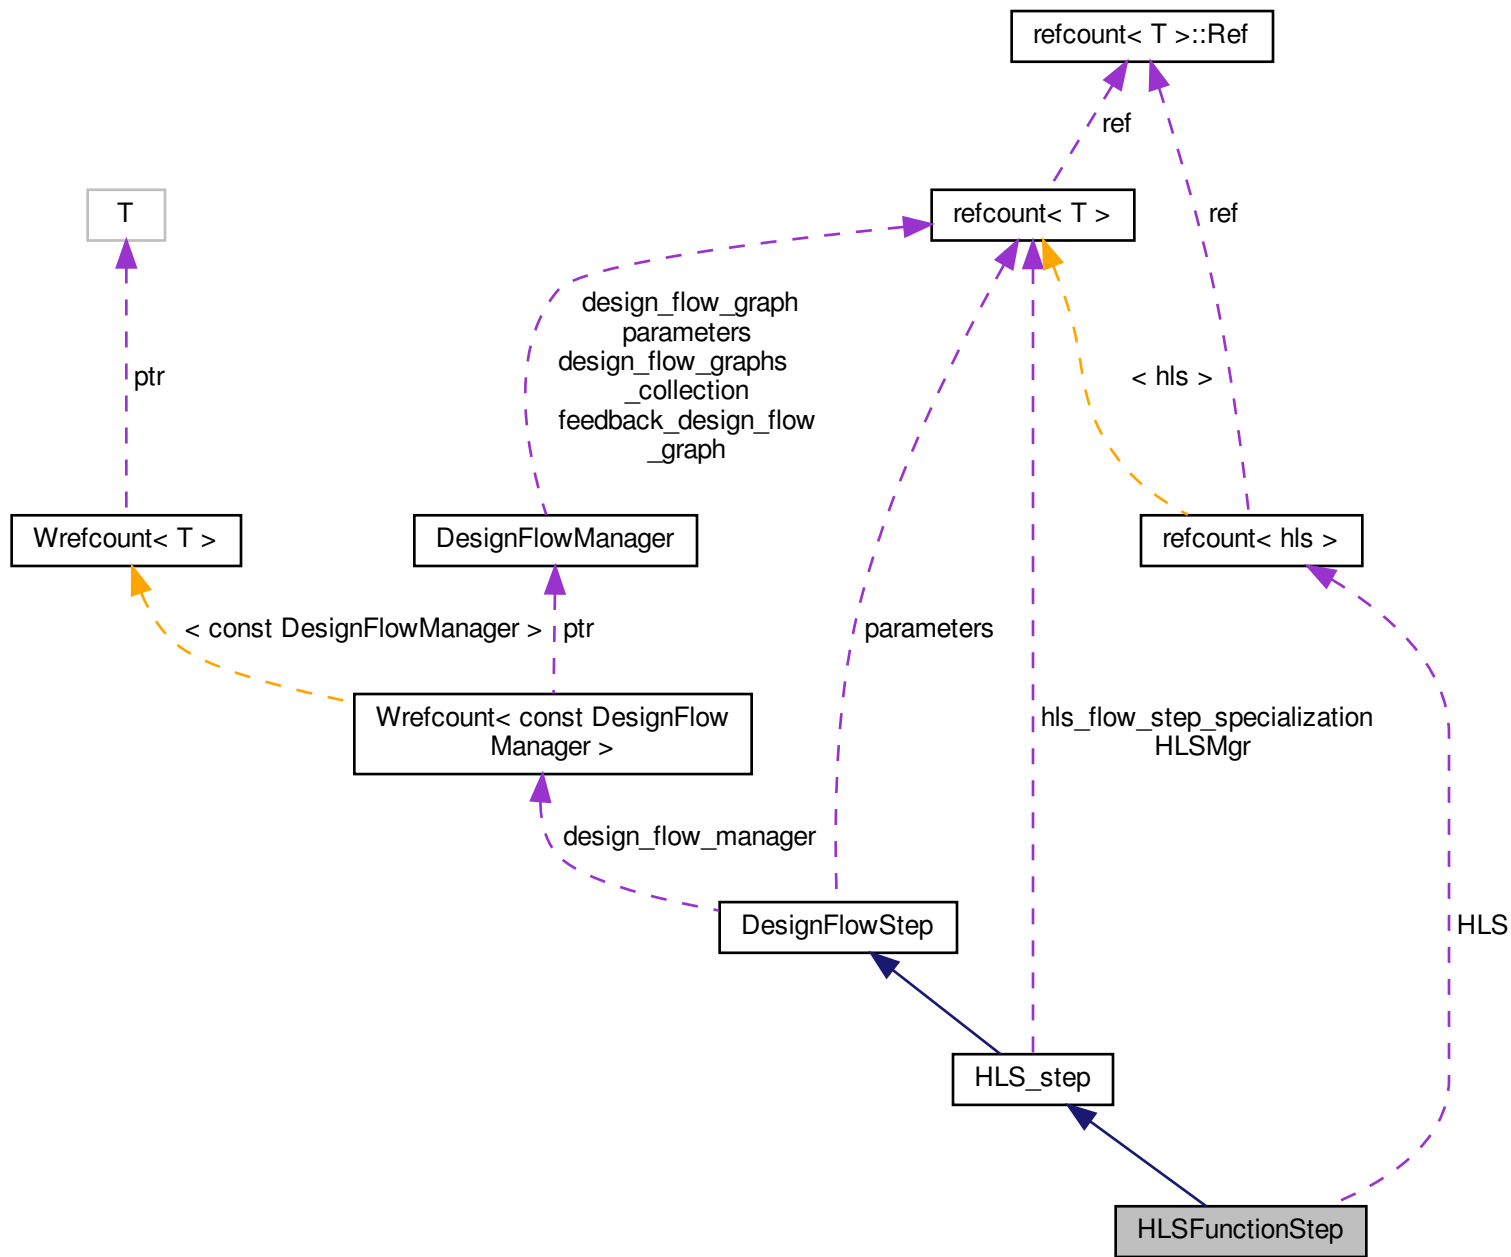 refcount< T >::Ref
ref
T
refcount< T >
ref
design_flow_graph
parameters
design_flow_graphs
_collection
feedback_design_flow
_graph
ptr
< hls >
Wrefcount< T >
DesignFlowManager
refcount< hls >
< const DesignFlowManager >
ptr
parameters
Wrefcount< const DesignFlow
Manager >
hls_flow_step_specialization
HLSMgr
design_flow_manager
DesignFlowStep
HLS
HLS_step
HLSFunctionStep